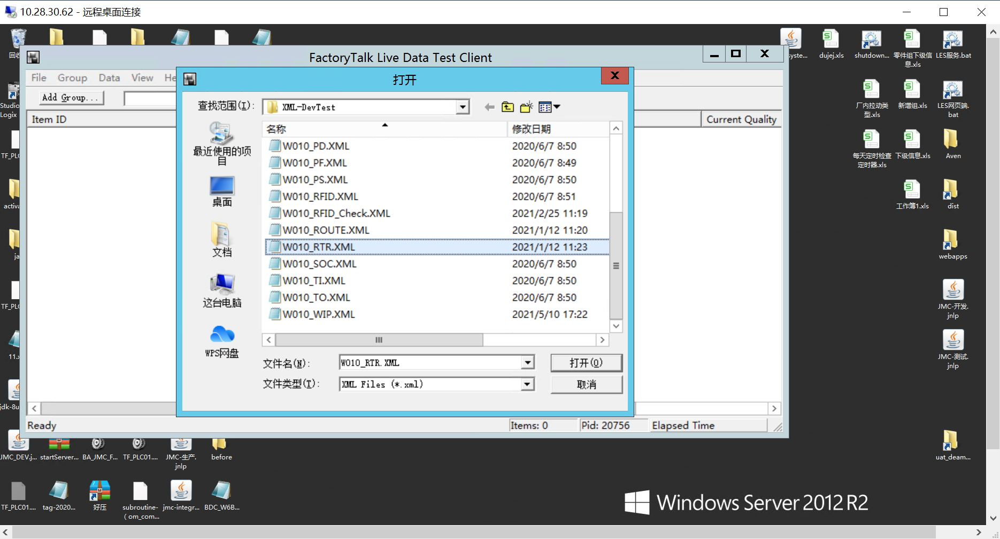 10.28.30.62 - 远程桌面连接
FactoryTalk Live Data Test Client
File Group Data View He
Add Group...
Item ID
Current Quality
打开
查找范围(I):
XML-DevTest
最近使用的项
目
桌面
文档
这台电脑
WPS网盘
名称 修改日期
W010_PD.XML 2020/6/7 8:50
W010_PF.XML 2020/6/7 8:49
W010_PS.XML 2020/6/7 8:50
W010_RFID.XML 2020/6/7 8:51
W010_RFID_Check.XML 2021/2/25 11:19
W010_ROUTE.XML 2021/1/12 11:20
W010_RTR.XML 2021/1/12 11:23
W010_SOC.XML 2020/6/7 8:50
W010_TI.XML 2020/6/7 8:50
W010_TO.XML 2020/6/7 8:50
W010_WIP.XML 2021/5/10 17:22
文件名(N):
W010_RTR.XML
打开(O)
文件类型(T):
XML Files (*.xml)
取消
Ready
Items: 0
Pid: 20756
Elapsed Time
回收
Studio
Logix
TF_PLC
activa
ja
TF_PLC
11.x
jdk-8u
syste...
dujej.xls
shutdown...
零件组下级信
息.xls
LES服务.bat
厂内拉动类
型.xls
新增组.xls
LES网页端.
bat
每天定时检查
定时器.xls
下级信息.xls
Aven
工作簿1.xls
dist
webapps
JMC-开发.
jnlp
JMC-测试.
jnlp
uat_deam...
JMC_DEV.j...
startServer...
BA_JMC_F...
TF_PLC01....
JMC-生产.
jnlp
before
TF_PLC01....
tag-2020...
好压
subroutine-
( om_com...
jmc-integr...
BDC_W6B...
Windows Server 2012 R2